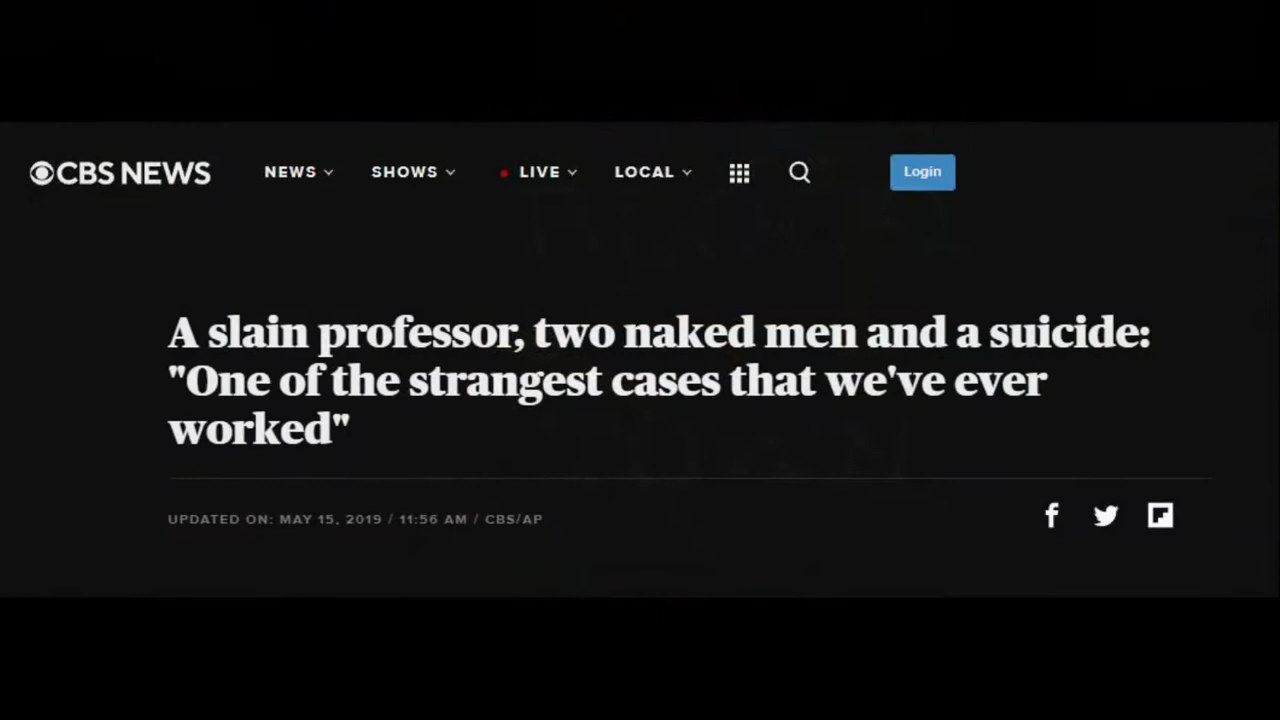 CBS NEWS NEWS SHOWS LIVE LOCAL Login
A slain professor, two naked men and a suicide:
"One of the strangest cases that we've ever
worked"
UPDATED ON: MAY 15, 2019 / 11:56 AM / CBS/AP